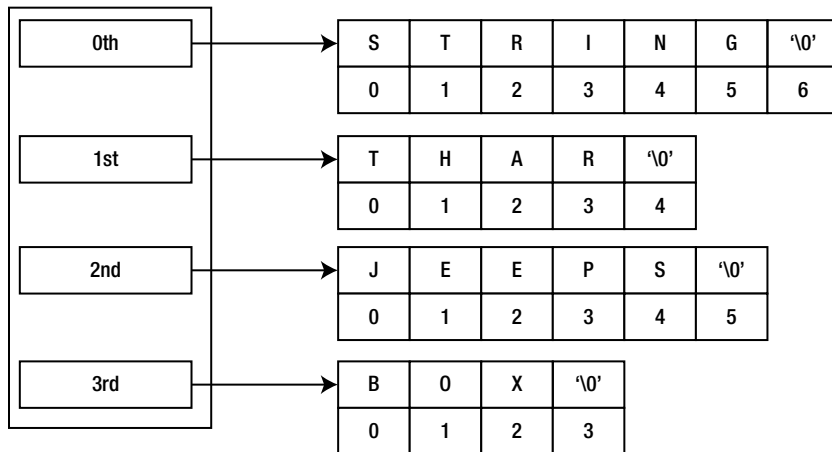 0th S T R I N G ‘\0’
0 1 2 3 4 5 6
1st T H A R ‘\0’
0 1 2 3 4
2nd J E E P S ‘\0’
0 1 2 3 4 5
3rd B O X ‘\0’
0 1 2 3